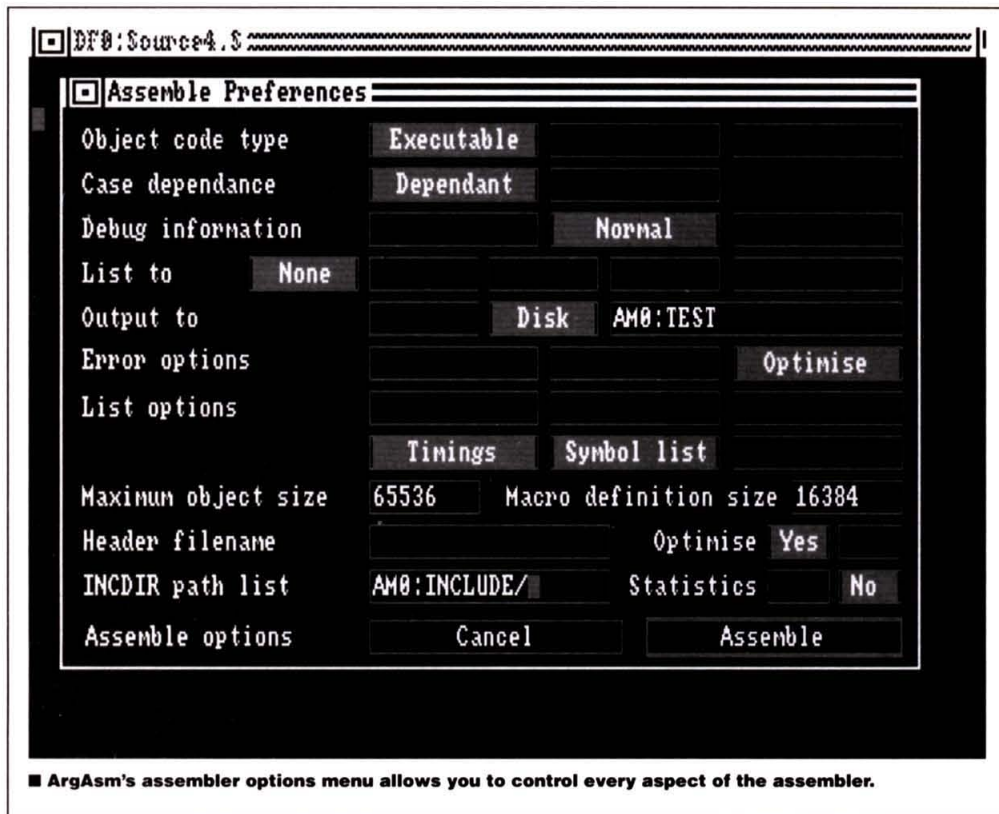 DF0:Source4.S
Assemble Preferences
Object code type Executable
Case dependance Dependant
Debug information Normal
List to None
Output to Disk AM0:TEST
Error options Optimise
List options
Timings Symbol list
Maximum object size 65536 Macro definition size 16384
Header filename Optimise Yes
INCDIR path list AM0:INCLUDE/ Statistics No
Assemble options Cancel Assemble
■ ArgAsm's assembler options menu allows you to control every aspect of the assembler.